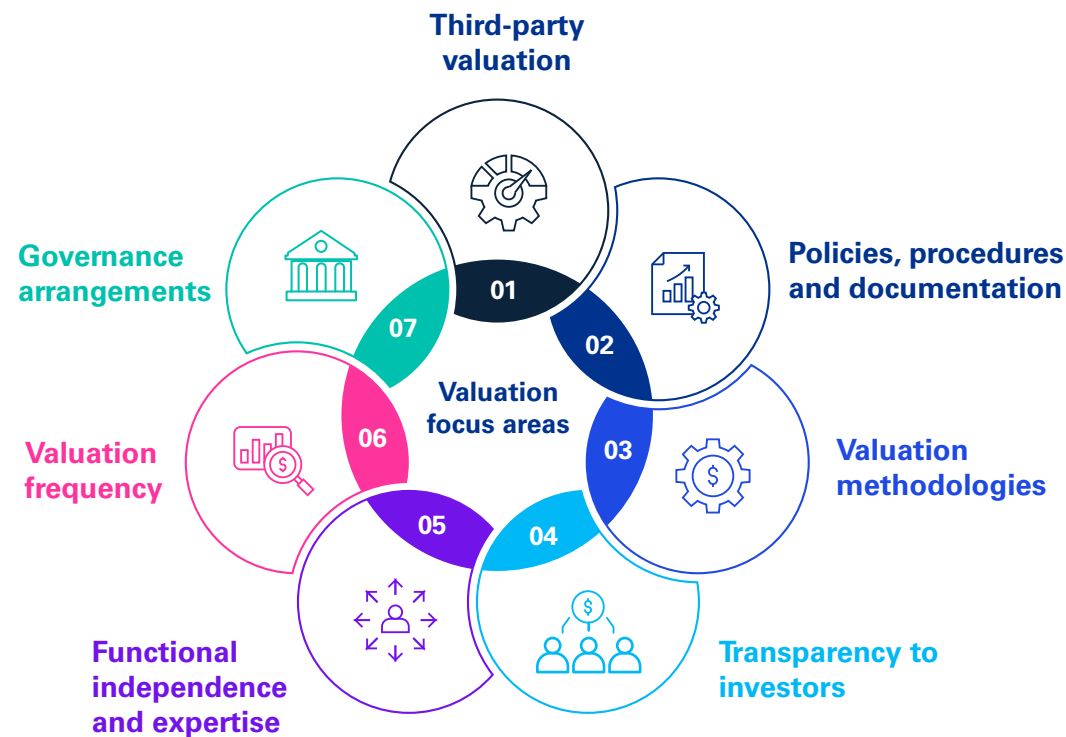 Third-party
valuation
01
Policies, procedures
and documentation
02
Valuation
methodologies
03
Transparency to
investors
04
Functional
independence
and expertise
05
Valuation
frequency
06
Governance
arrangements
07
Valuation
focus areas
$
$
$